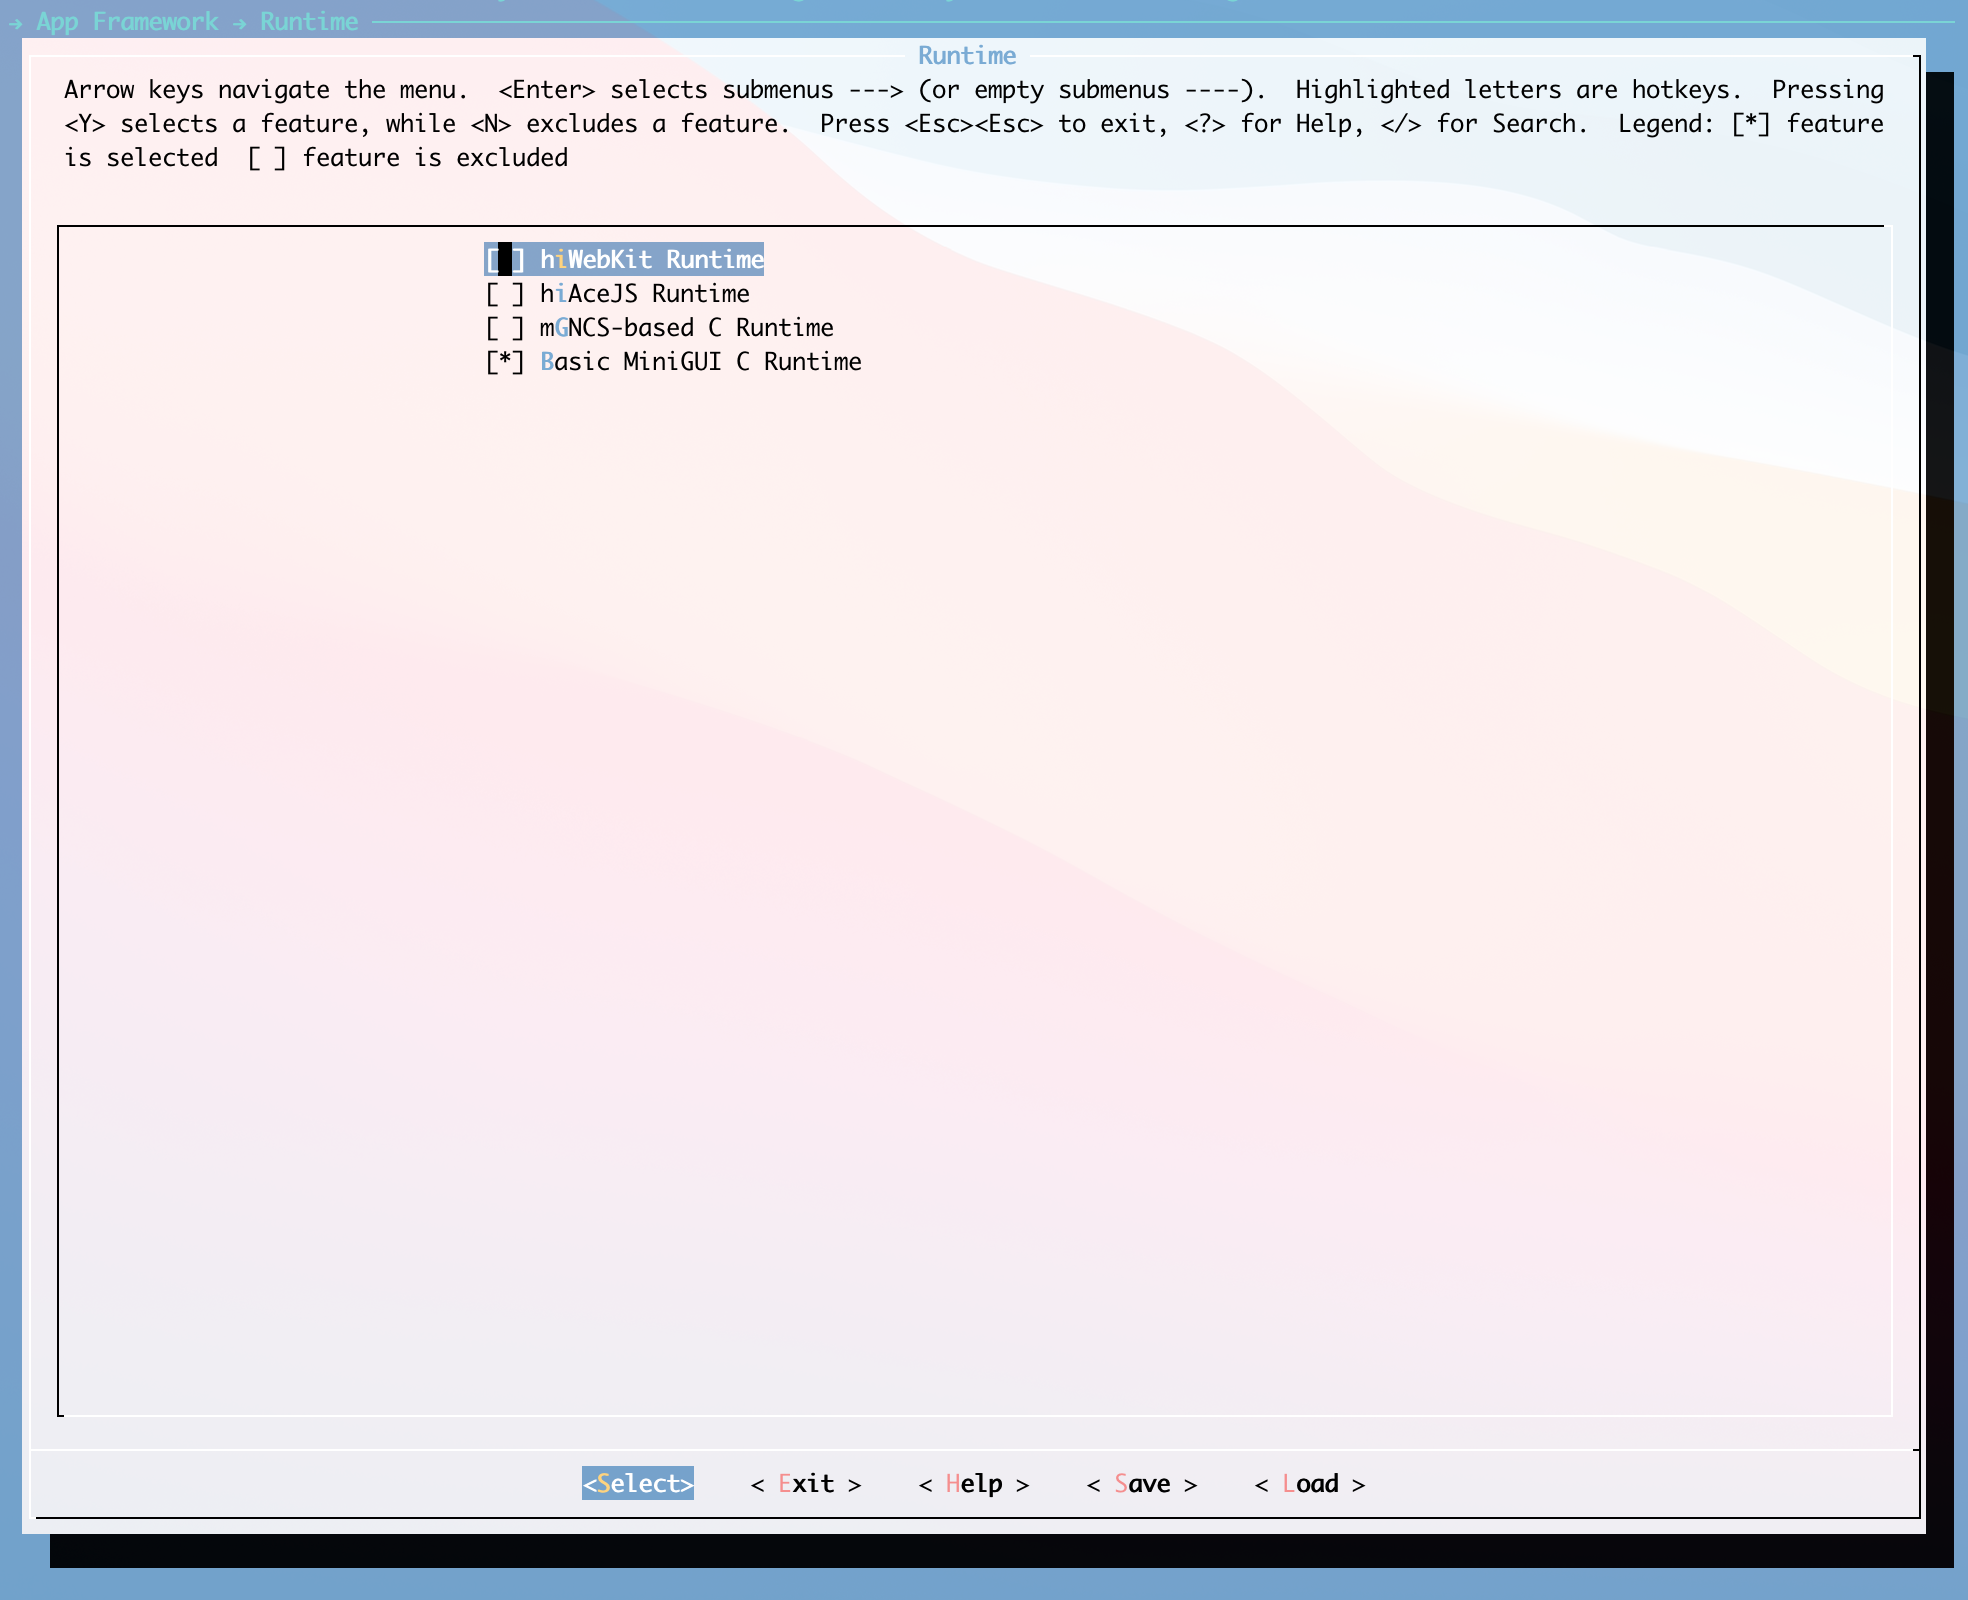 → App Framework → Runtime
Runtime
Arrow keys navigate the menu.  <Enter> selects submenus ---> (or empty submenus ----).  Highlighted letters are hotkeys.  Pressing
<Y> selects a feature, while <N> excludes a feature.  Press <Esc><Esc> to exit, <?> for Help, </> for Search.  Legend: [*] feature
is selected  [ ] feature is excluded
[ ] hiWebKit Runtime
[ ] hiAceJS Runtime
[ ] mGNCS-based C Runtime
[*] Basic MiniGUI C Runtime
<Select>    < Exit >    < Help >    < Save >    < Load >